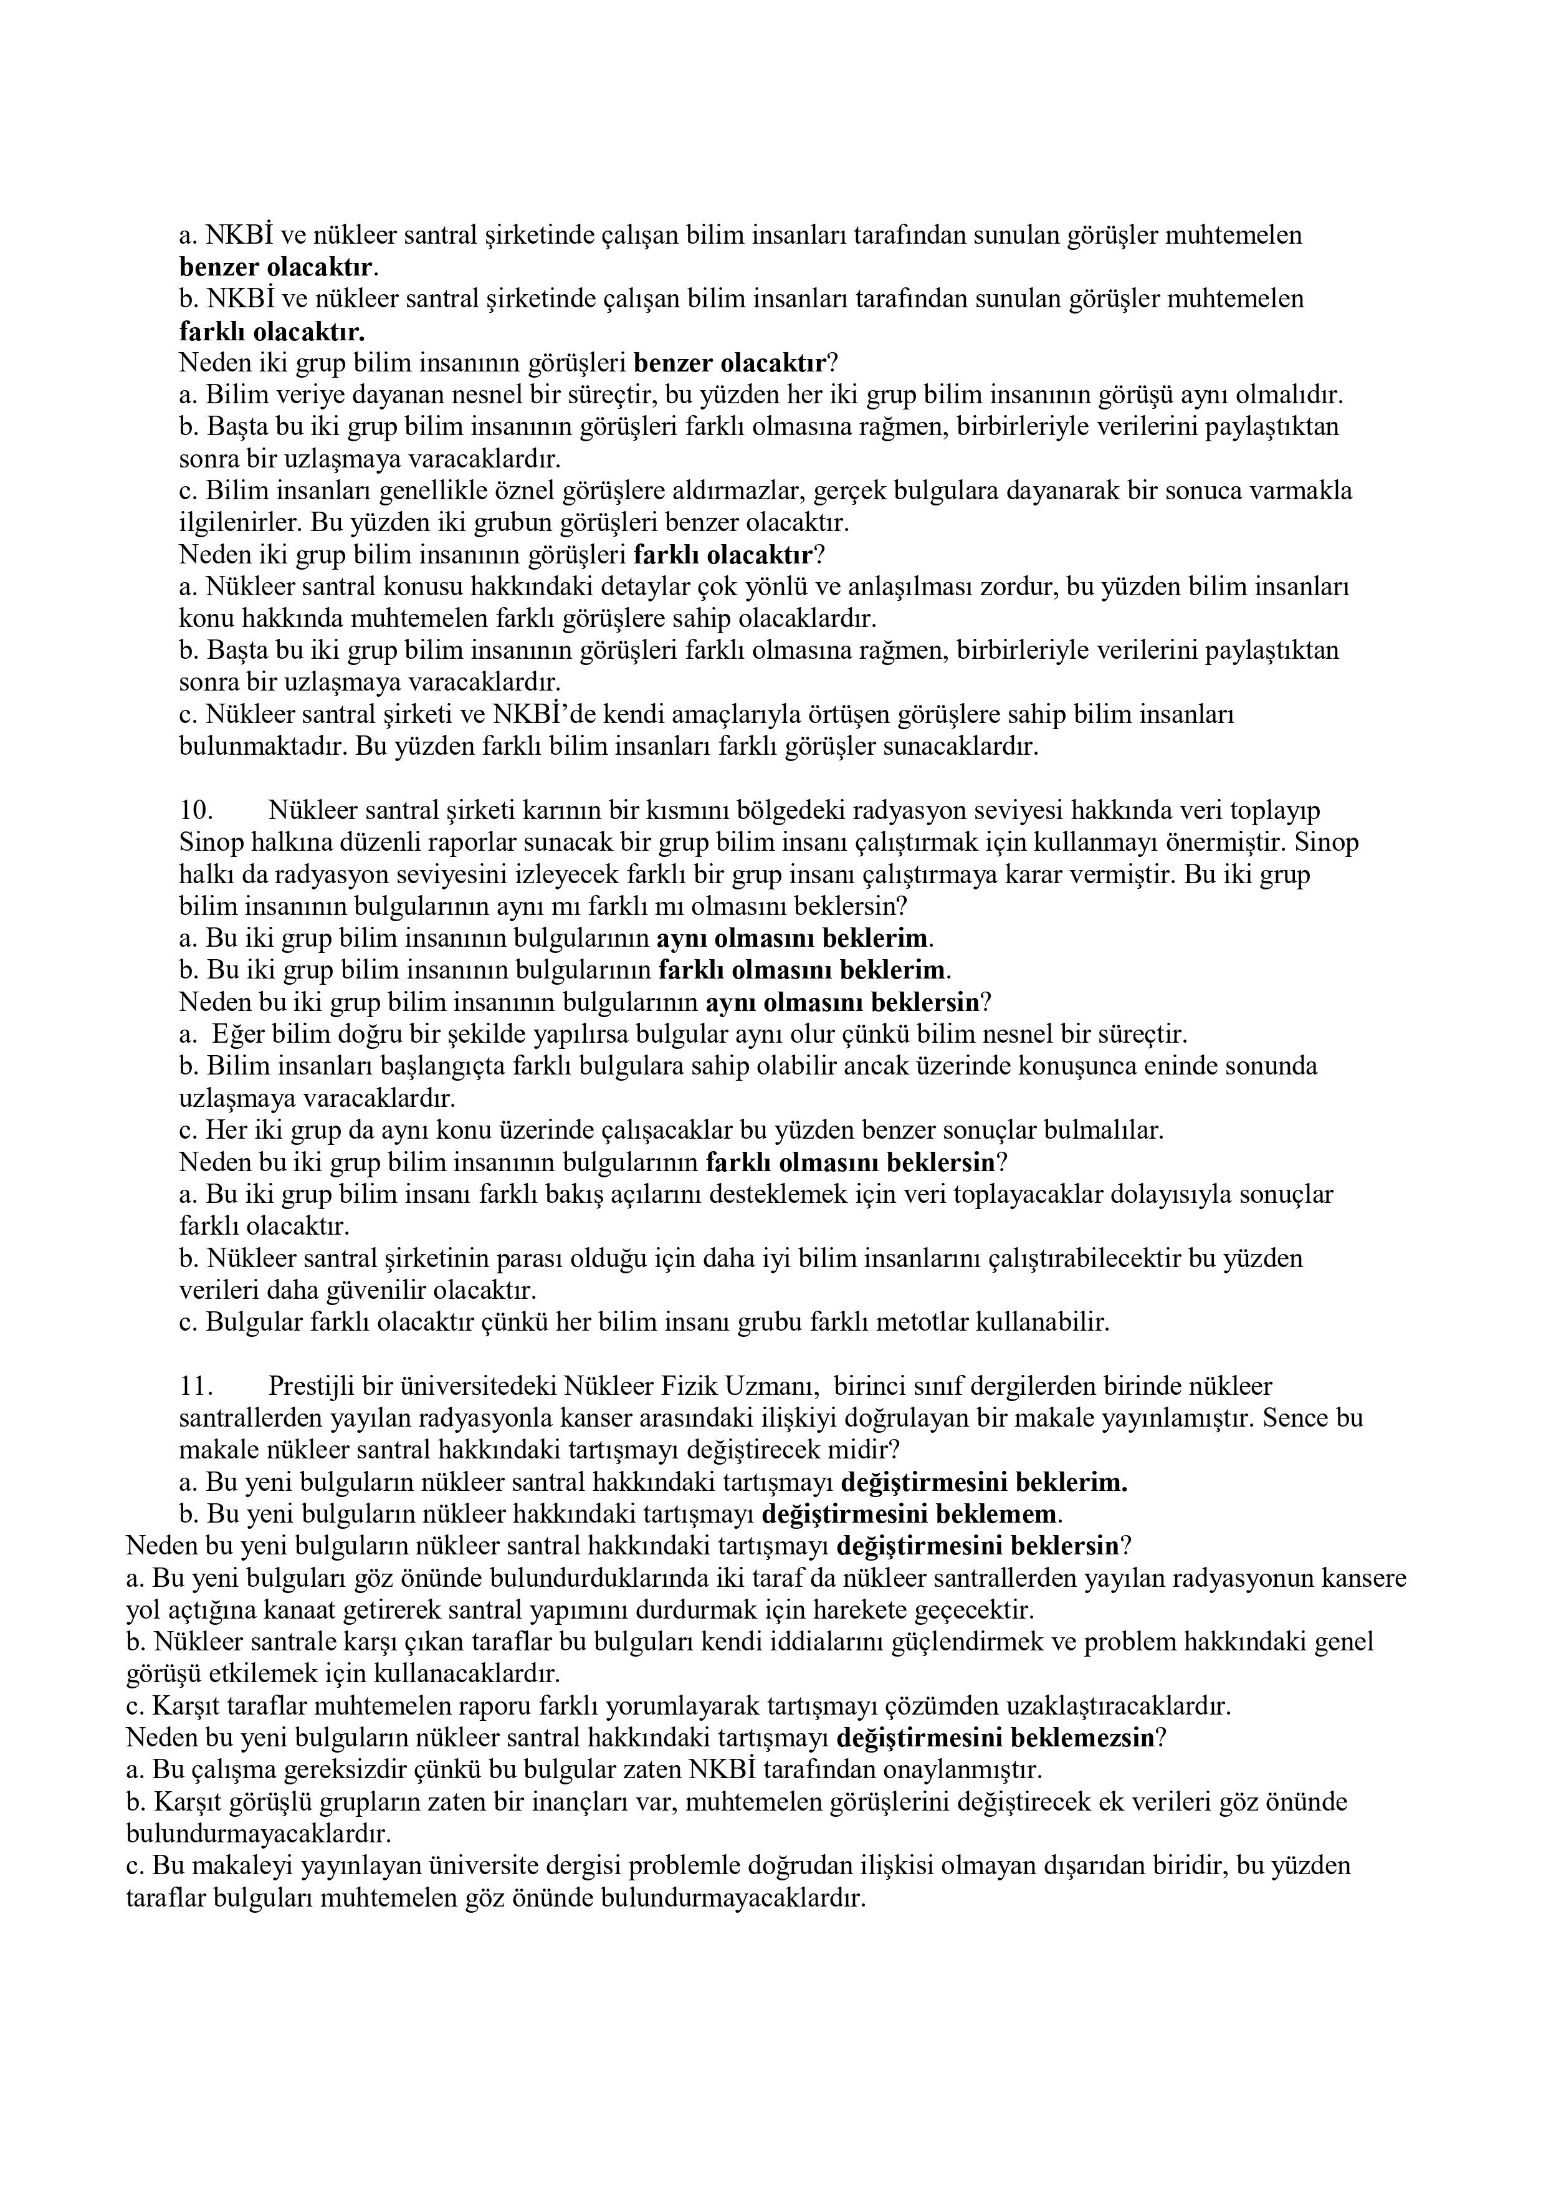 a. NKBİ ve nükleer santral şirketinde çalışan bilim insanları tarafından sunulan görüşler muhtemelen
benzer olacaktır.
b. NKBİ ve nükleer santral şirketinde çalışan bilim insanları tarafından sunulan görüşler muhtemelen
farklı olacaktır.
Neden iki grup bilim insanının görüşleri benzer olacaktır?
a. Bilim veriye dayanan nesnel bir süreçtir, bu yüzden her iki grup bilim insanının görüşü aynı olmalıdır.
b. Başta bu iki grup bilim insanının görüşleri farklı olmasına rağmen, birbirleriyle verilerini paylaştıktan
sonra bir uzlaşmaya varacaklardır.
c. Bilim insanları genellikle öznel görüşlere aldırmazlar, gerçek bulgulara dayanarak bir sonuca varmakla
ilgilenirler. Bu yüzden iki grubun görüşleri benzer olacaktır.
Neden iki grup bilim insanının görüşleri farklı olacaktır?
a. Nükleer santral konusu hakkındaki detaylar çok yönlü ve anlaşılması zordur, bu yüzden bilim insanları
konu hakkında muhtemelen farklı görüşlere sahip olacaklardır.
b. Başta bu iki grup bilim insanının görüşleri farklı olmasına rağmen, birbirleriyle verilerini paylaştıktan
sonra bir uzlaşmaya varacaklardır.
c. Nükleer santral şirketi ve NKBİ’de kendi amaçlarıyla örtüşen görüşlere sahip bilim insanları
bulunmaktadır. Bu yüzden farklı bilim insanları farklı görüşler sunacaklardır.
10. Nükleer santral şirketi karının bir kısmını bölgedeki radyasyon seviyesi hakkında veri toplayıp
Sinop halkına düzenli raporlar sunacak bir grup bilim insanı çalıştırmak için kullanmayı önermiştir. Sinop
halkı da radyasyon seviyesini izleyecek farklı bir grup insanı çalıştırmaya karar vermiştir. Bu iki grup
bilim insanının bulgularının aynı mı farklı mı olmasını beklersin?
a. Bu iki grup bilim insanının bulgularının aynı olmasını beklerim.
b. Bu iki grup bilim insanının bulgularının farklı olmasını beklerim.
Neden bu iki grup bilim insanının bulgularının aynı olmasını beklersin?
a. Eğer bilim doğru bir şekilde yapılırsa bulgular aynı olur çünkü bilim nesnel bir süreçtir.
b. Bilim insanları başlangıçta farklı bulgulara sahip olabilir ancak üzerinde konuşunca eninde sonunda
uzlaşmaya varacaklardır.
c. Her iki grup da aynı konu üzerinde çalışacaklar bu yüzden benzer sonuçlar bulmalılar.
Neden bu iki grup bilim insanının bulgularının farklı olmasını beklersin?
a. Bu iki grup bilim insanı farklı bakış açılarını desteklemek için veri toplayacaklar dolayısıyla sonuçlar
farklı olacaktır.
b. Nükleer santral şirketinin parası olduğu için daha iyi bilim insanlarını çalıştırabilecektir bu yüzden
verileri daha güvenilir olacaktır.
c. Bulgular farklı olacaktır çünkü her bilim insanı grubu farklı metotlar kullanabilir.
11. Prestijli bir üniversitedeki Nükleer Fizik Uzmanı, birinci sınıf dergilerden birinde nükleer
santrallerden yayılan radyasyonla kanser arasındaki ilişkiyi doğrulayan bir makale yayınlamıştır. Sence bu
makale nükleer santral hakkındaki tartışmayı değiştirecek midir?
a. Bu yeni bulguların nükleer santral hakkındaki tartışmayı değiştirmesini beklerim.
b. Bu yeni bulguların nükleer hakkındaki tartışmayı değiştirmesini beklemem.
Neden bu yeni bulguların nükleer santral hakkındaki tartışmayı değiştirmesini beklersin?
a. Bu yeni bulguları göz önünde bulundurduklarında iki taraf da nükleer santrallerden yayılan radyasyonun kansere
yol açtığına kanaat getirerek santral yapımını durdurmak için harekete geçecektir.
b. Nükleer santrale karşı çıkan taraflar bu bulguları kendi iddialarını güçlendirmek ve problem hakkındaki genel
görüşü etkilemek için kullanacaklardır.
c. Karşıt taraflar muhtemelen raporu farklı yorumlayarak tartışmayı çözümden uzaklaştıracaklardır.
Neden bu yeni bulguların nükleer santral hakkındaki tartışmayı değiştirmesini beklemezsin?
a. Bu çalışma gereksizdir çünkü bu bulgular zaten NKBİ tarafından onaylanmıştır.
b. Karşıt görüşlü grupların zaten bir inançları var, muhtemelen görüşlerini değiştirecek ek verileri göz önünde
bulundurmayacaklardır.
c. Bu makaleyi yayınlayan üniversite dergisi problemle doğrudan ilişkisi olmayan dışarıdan biridir, bu yüzden
taraflar bulguları muhtemelen göz önünde bulundurmayacaklardır.